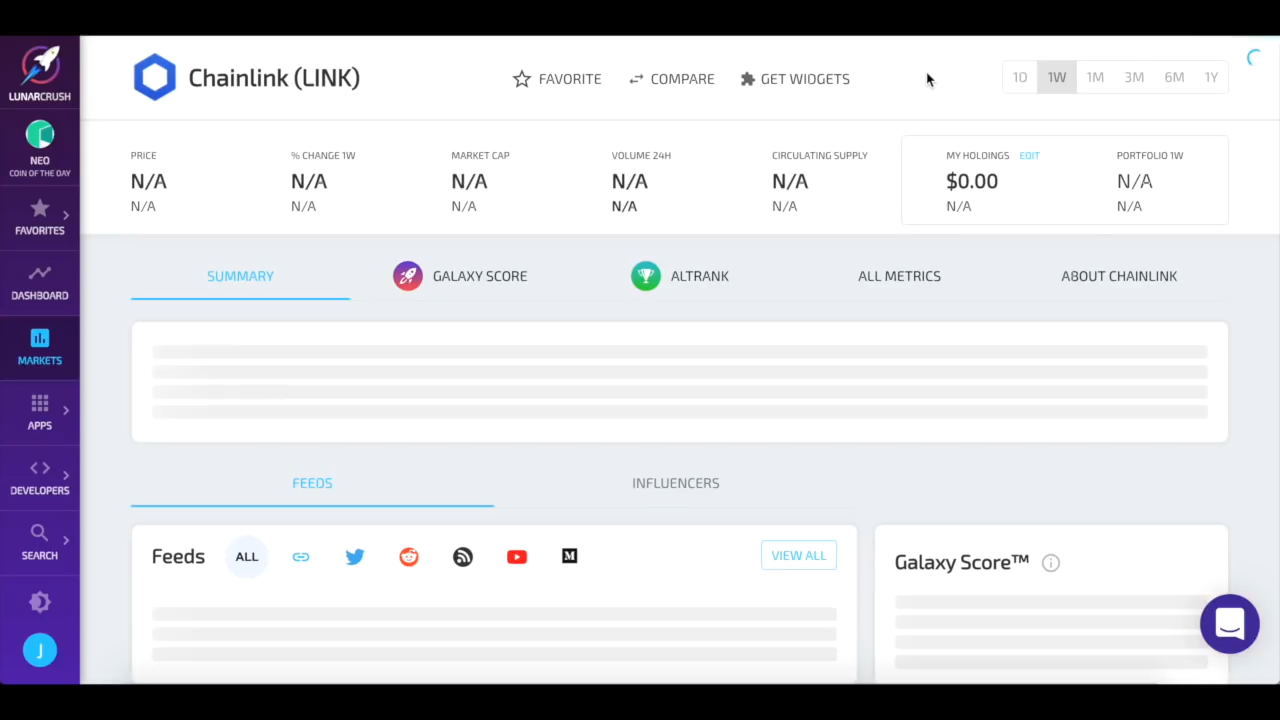 LUNARCRUSH
NEO
COIN OF THE DAY
FAVORITES
DASHBOARD
MARKETS
APPS
DEVELOPERS
SEARCH
J
Chainlink (LINK)
FAVORITE
COMPARE
GET WIDGETS
1D 1W 1M 3M 6M 1Y
PRICE
N/A
N/A
% CHANGE 1W
N/A
N/A
MARKET CAP
N/A
N/A
VOLUME 24H
N/A
N/A
CIRCULATING SUPPLY
N/A
N/A
MY HOLDINGS EDIT
$0.00
N/A
PORTFOLIO 1W
N/A
N/A
SUMMARY
GALAXY SCORE
ALTRANK
ALL METRICS
ABOUT CHAINLINK
FEEDS
INFLUENCERS
Feeds
ALL
M
VIEW ALL
Galaxy Score™